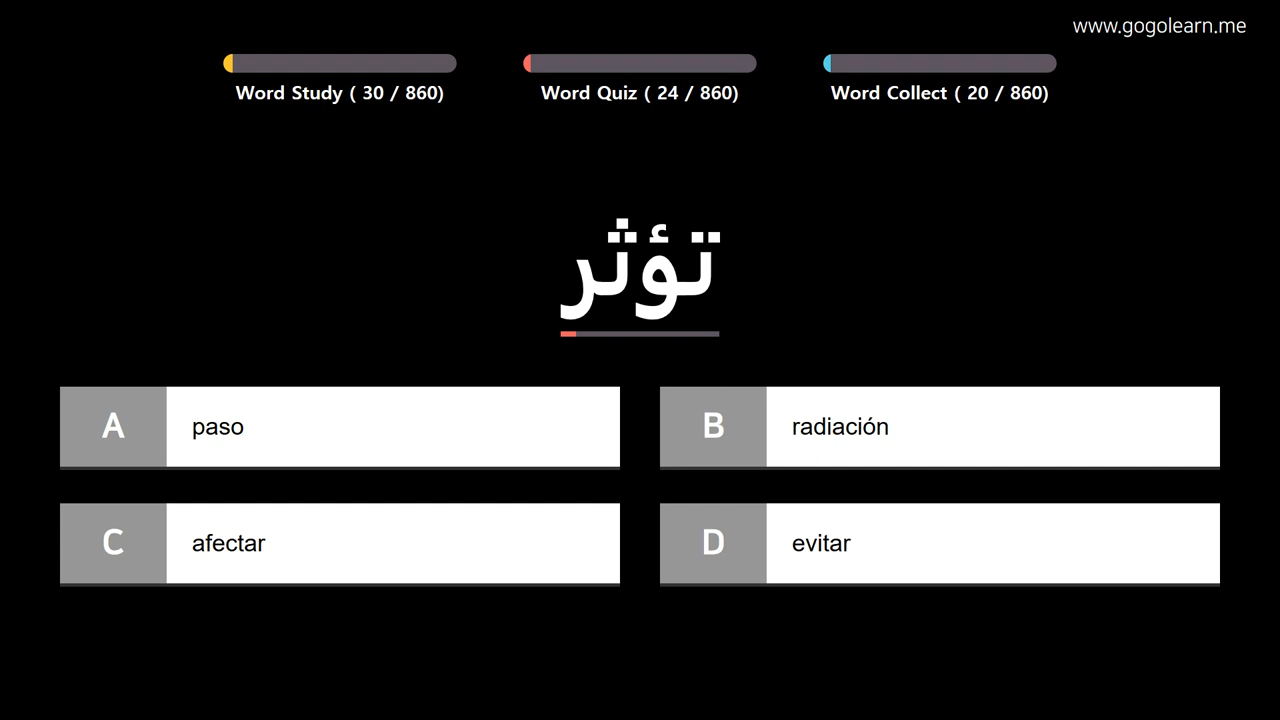 www.gogolearn.me
Word Study ( 30 / 860)
Word Quiz ( 24 / 860)
Word Collect ( 20 / 860)
تؤثر
A paso
B radiación
C afectar
D evitar